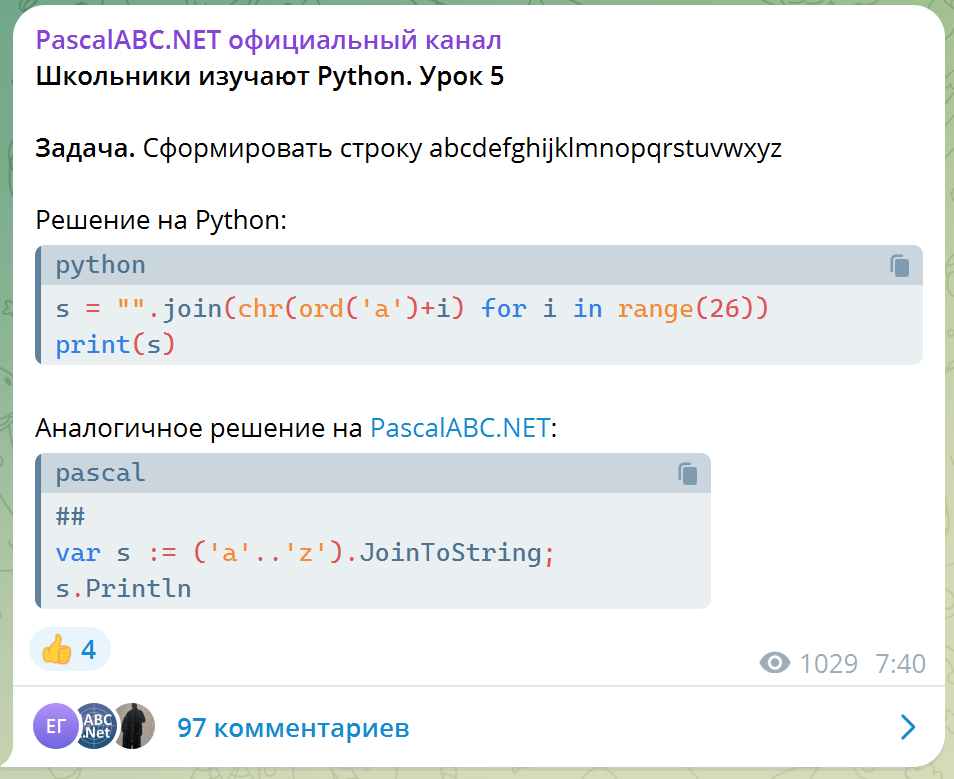 PascalABC.NET официальный канал
Школьники изучают Python. Урок 5
Задача. Сформировать строку abcdefghijklmnopqrstuvwxyz
Решение на Python:
python
s = "".join(chr(ord('a')+i) for i in range(26))
print(s)
Аналогичное решение на PascalABC.NET:
pascal
##
var s := ('a'..'z').JoinToString;
s.Println
👍 4
1029 7:40
ЕГ ABC .Net 97 комментариев